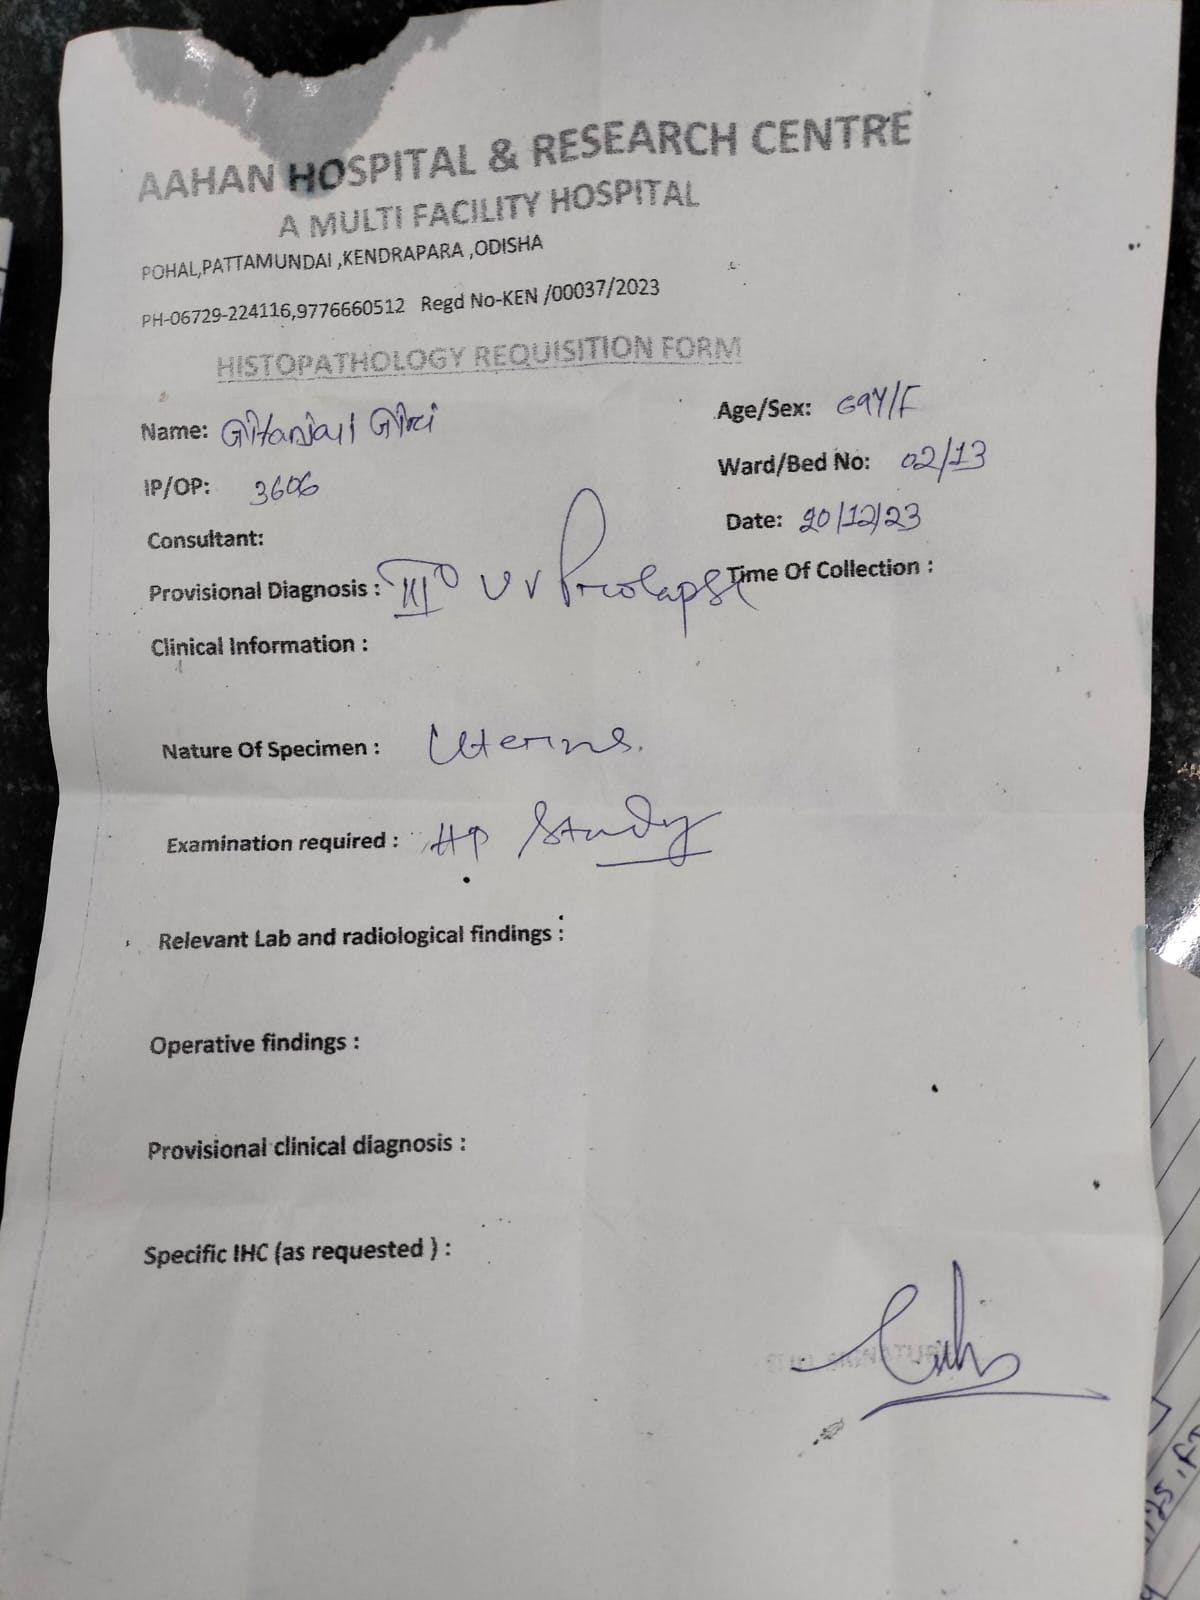 AAHAN HOSPITAL & RESEARCH CENTRE
A MULTI FACILITY HOSPITAL
POHAL,PATTAMUNDAI ,KENDRAPARA ,ODISHA
PH-06729-224116,9776660512 Regd No-KEN /00037/2023
HISTOPATHOLOGY REQUISITION FORM
Name: Gitanjali Giri
Age/Sex: 69Y/F
IP/OP: 3606
Ward/Bed No: 02/13
Consultant:
Date: 20/12/23
Provisional Diagnosis : III° UV Prolapse
Time Of Collection :
Clinical Information :
Nature Of Specimen : Uterus.
Examination required : HP Study
Relevant Lab and radiological findings :
Operative findings :
Provisional clinical diagnosis :
Specific IHC (as requested ) :